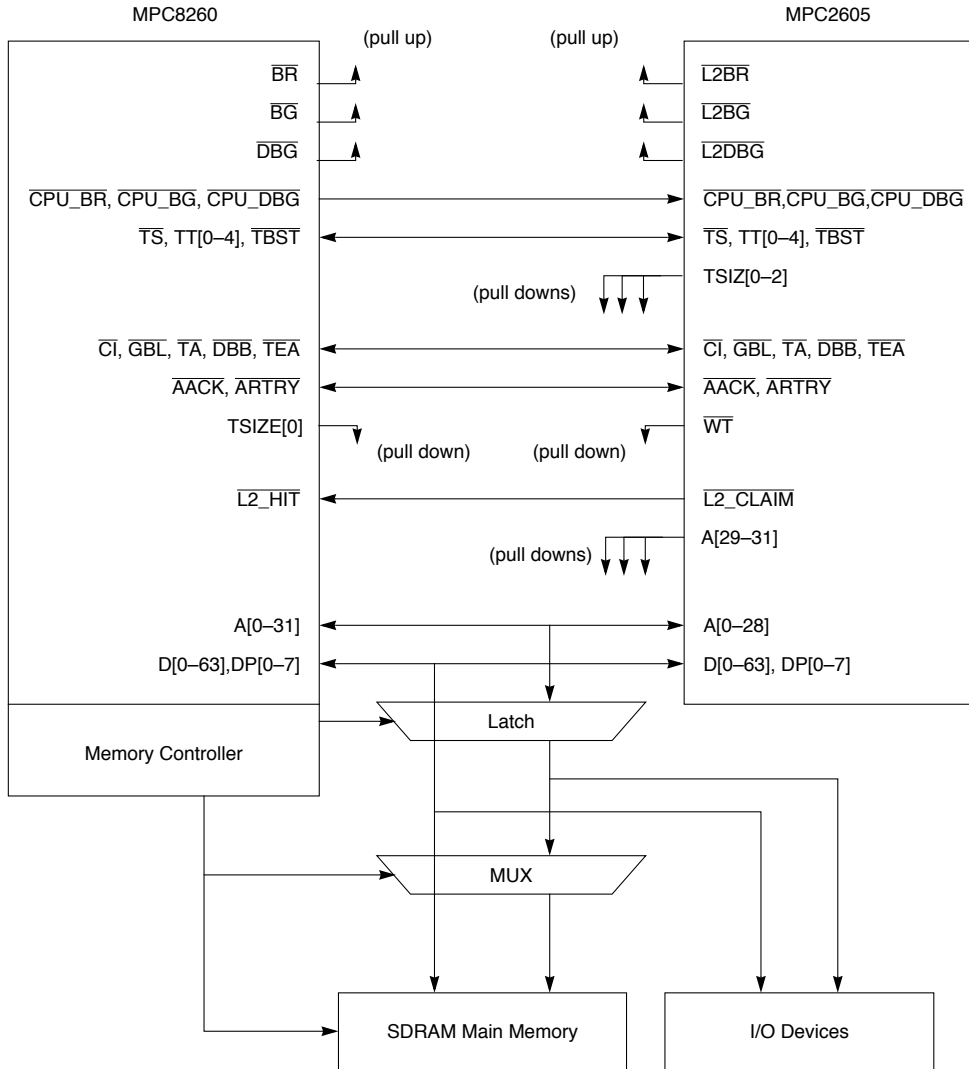 MPC8260 MPC2605
(pull up) (pull up)
BR L2BR
BG L2BG
DBG L2DBG
CPU_BR, CPU_BG, CPU_DBG CPU_BR,CPU_BG,CPU_DBG
TS, TT[0–4], TBST TS, TT[0–4], TBST
TSIZ[0–2]
(pull downs)
CI, GBL, TA, DBB, TEA CI, GBL, TA, DBB, TEA
AACK, ARTRY AACK, ARTRY
TSIZE[0] WT
(pull down) (pull down)
L2_HIT L2_CLAIM
A[29–31]
(pull downs)
A[0–31] A[0–28]
D[0–63],DP[0–7] D[0–63], DP[0–7]
Latch
Memory Controller
MUX
SDRAM Main Memory I/O Devices